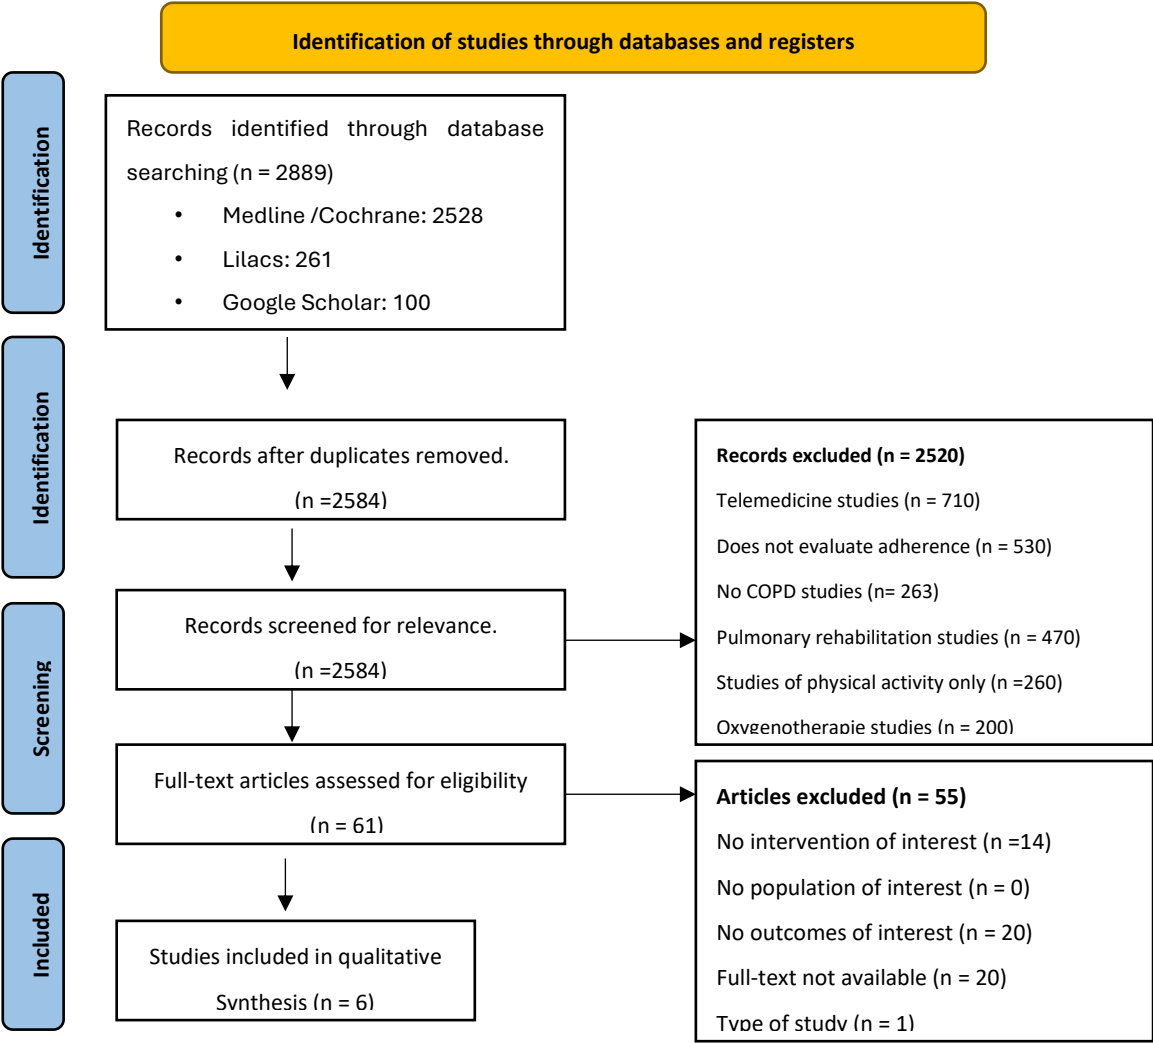 Identification of studies through databases and registers
Identification
Records identified through database
searching (n = 2889)
• Medline /Cochrane: 2528
• Lilacs: 261
• Google Scholar: 100
Identification
Records after duplicates removed.
(n =2584)
Records excluded (n = 2520)
Telemedicine studies (n = 710)
Does not evaluate adherence (n = 530)
No COPD studies (n= 263)
Pulmonary rehabilitation studies (n = 470)
Studies of physical activity only (n =260)
Oxygenotherapie studies (n = 200)
Screening
Records screened for relevance.
(n =2584)
Full-text articles assessed for eligibility
(n = 61)
Articles excluded (n = 55)
No intervention of interest (n =14)
No population of interest (n = 0)
No outcomes of interest (n = 20)
Full-text not available (n = 20)
Type of study (n = 1)
Included
Studies included in qualitative
Synthesis (n = 6)